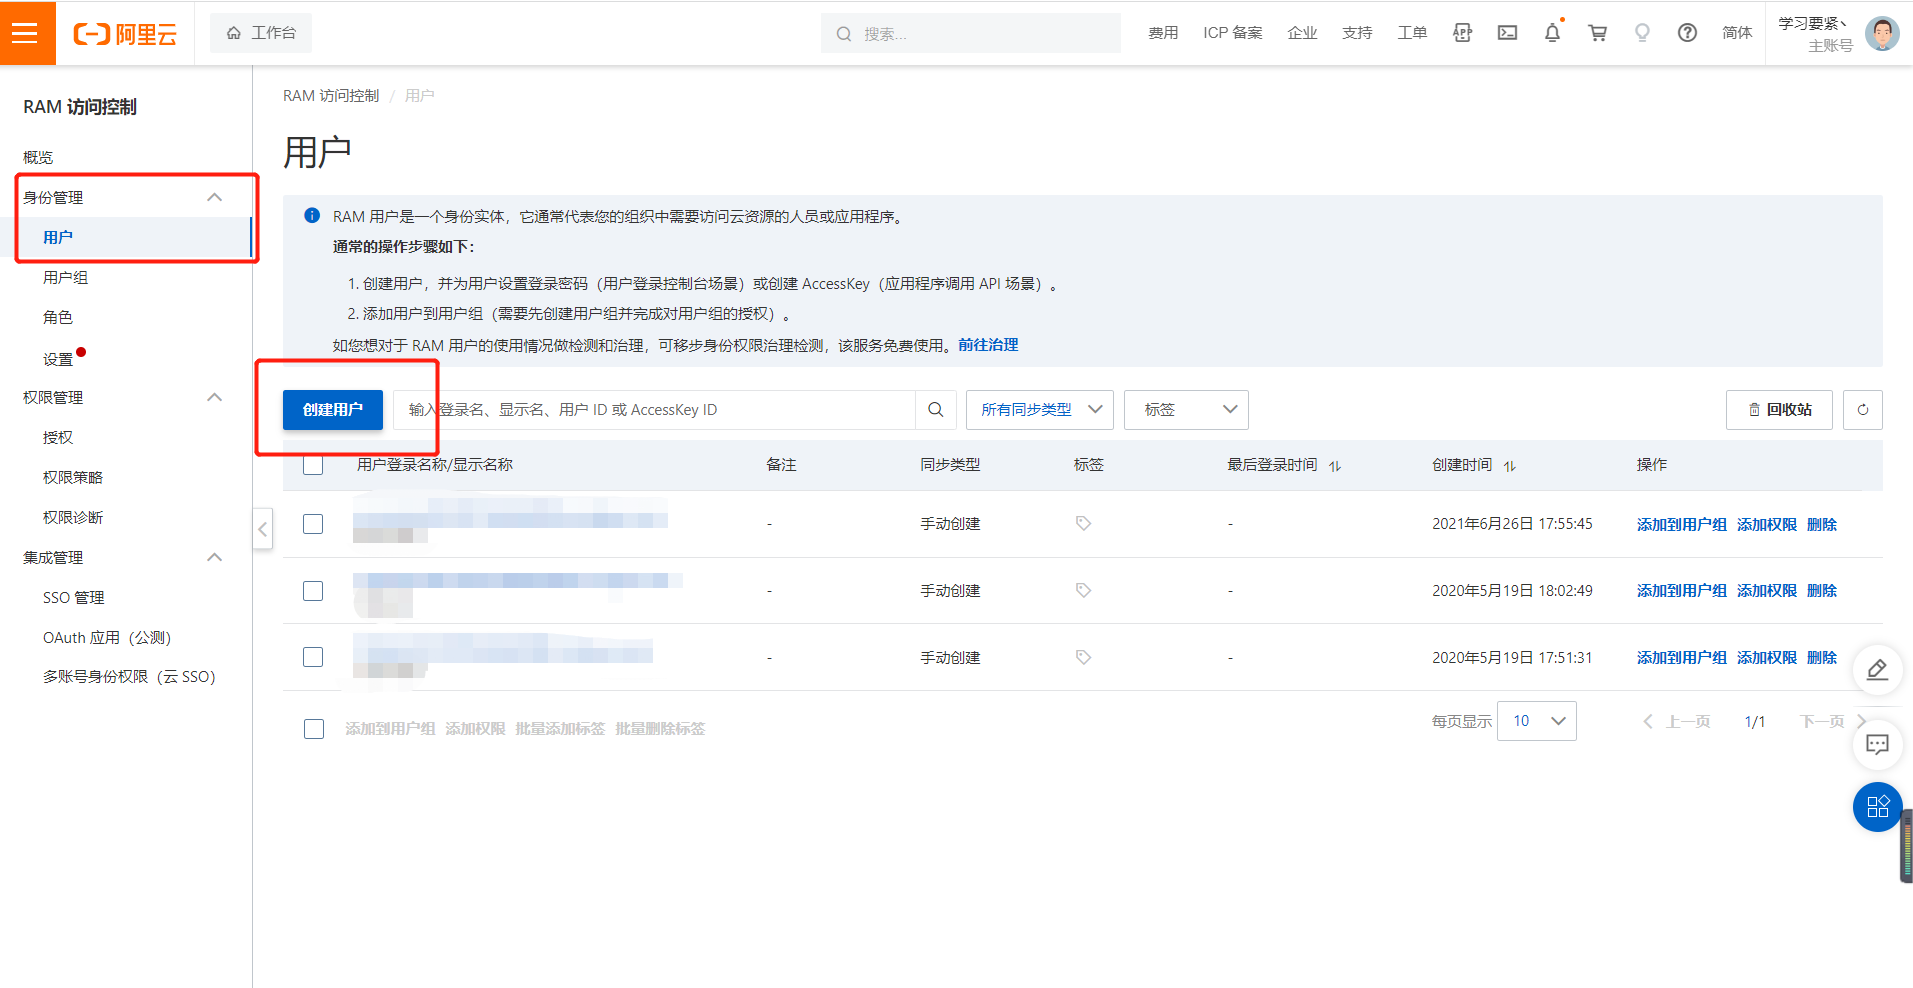 阿里云
工作台
搜索...
费用
ICP 备案
企业
支持
工单
APP
简体
学习要紧丶
主账号
RAM 访问控制
概览
身份管理
用户
用户组
角色
设置
权限管理
授权
权限策略
权限诊断
集成管理
SSO 管理
OAuth 应用（公测）
多账号身份权限（云 SSO）
RAM 访问控制 / 用户
用户
RAM 用户是一个身份实体，它通常代表您的组织中需要访问云资源的人员或应用程序。
通常的操作步骤如下：
1. 创建用户，并为用户设置登录密码（用户登录控制台场景）或创建 AccessKey（应用程序调用 API 场景）。
2. 添加用户到用户组（需要先创建用户组并完成对用户组的授权）。
如您想对于 RAM 用户的使用情况做检测和治理，可移步身份权限治理检测，该服务免费使用。前往治理
创建用户
输入登录名、显示名、用户 ID 或 AccessKey ID
所有同步类型
标签
回收站
用户登录名称/显示名称 备注 同步类型 标签 最后登录时间 创建时间 操作
- 手动创建 - 2021年6月26日 17:55:45 添加到用户组 添加权限 删除
- 手动创建 - 2020年5月19日 18:02:49 添加到用户组 添加权限 删除
- 手动创建 - 2020年5月19日 17:51:31 添加到用户组 添加权限 删除
添加到用户组 添加权限 批量添加标签 批量删除标签
每页显示 10 上一页 1/1 下一页